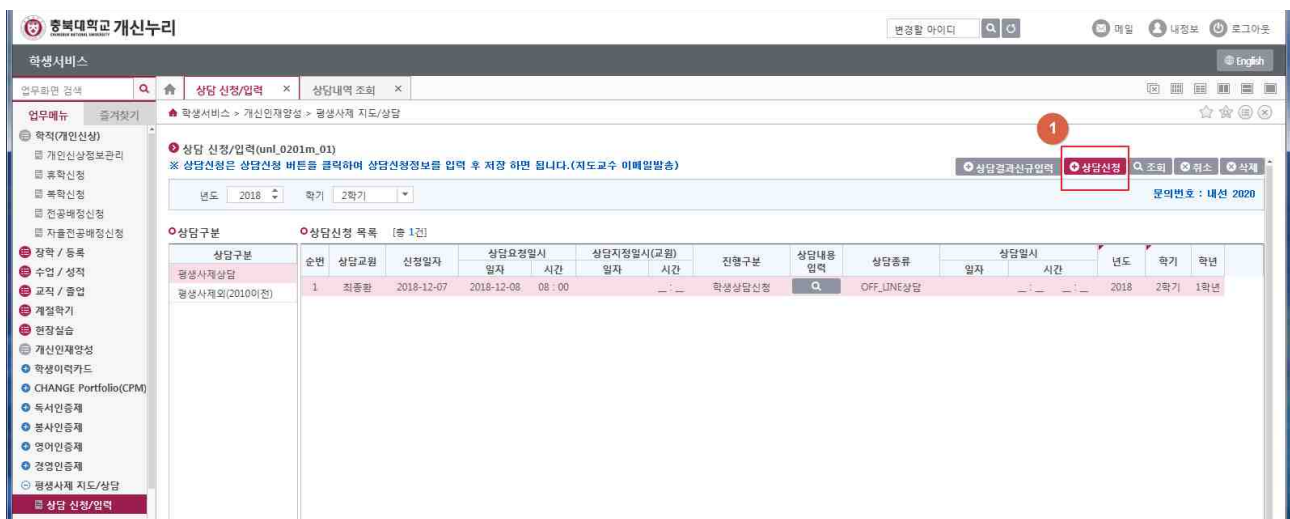 충북대학교 개신누리
변경할 아이디
메일 내정보 로그아웃
학생서비스
English
업무화면 검색
상담 신청/입력 × 상담내역 조회 ×
업무메뉴 즐겨찾기
학생서비스 > 개신인재양성 > 평생사제 지도/상담
1
학적(개인신상)
개인신상정보관리
휴학신청
복학신청
전공배정신청
자율전공배정신청
장학 / 등록
수업 / 성적
교직 / 졸업
계절학기
현장실습
개신인재양성
학생이력카드
CHANGE Portfolio(CPM)
독서인증제
봉사인증제
영어인증제
경영인증제
평생사제 지도/상담
상담 신청/입력
상담 신청/입력(unl_0201m_01)
※ 상담신청은 상담신청 버튼을 클릭하여 상담신청정보를 입력 후 저장 하면 됩니다.(지도교수 이메일발송)
상담결과신규입력 상담신청 조회 취소 삭제
년도 2018 학기 2학기
문의번호 : 내선 2020
상담구분
상담구분
평생사제상담
평생사제외(2010이전)
상담신청 목록 [총 1건]
순번 상담교원 신청일자 상담요청일시 상담지정일시(교원) 진행구분 상담내용 입력 상담종류 상담일시 년도 학기 학년
일자 시간 일자 시간 일자 시간
1 최종환 2018-12-07 2018-12-08 08 : 00 __:__ 학생상담신청 OFF_LINE상담 __:__ __:__ 2018 2학기 1학년